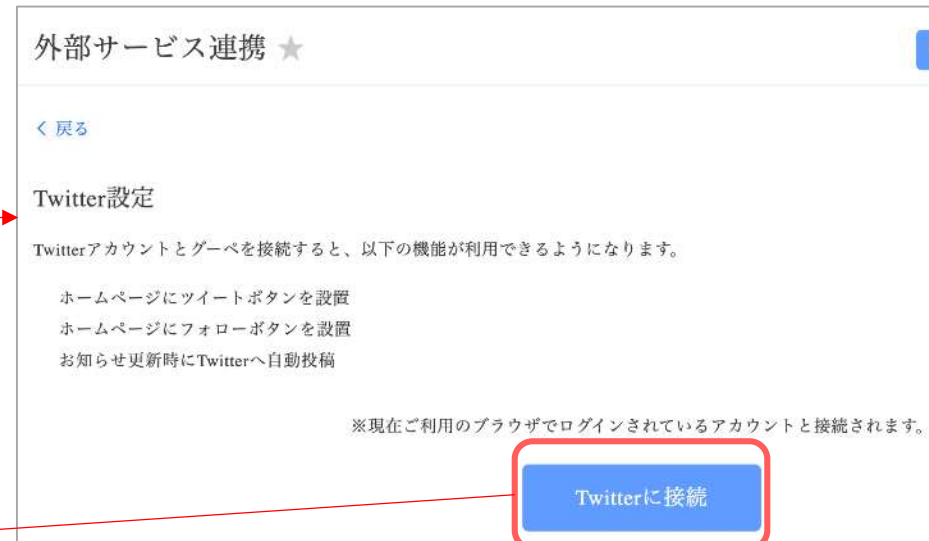 外部サービス連携 ★
く 戻る
Twitter設定
Twitterアカウントとグーペを接続すると、以下の機能が利用できるようになります。
ホームページにツイートボタンを設置
ホームページにフォローボタンを設置
お知らせ更新時にTwitterへ自動投稿
※現在ご利用のブラウザでログインされているアカウントと接続されます。
Twitterに接続